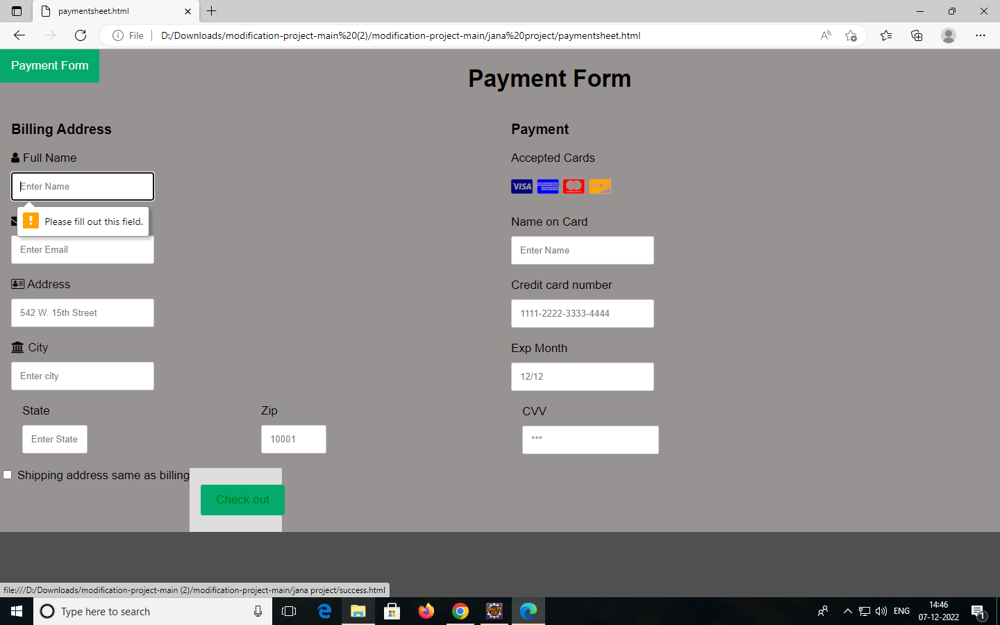 paymentsheet.html
File
D:/Downloads/modification-project-main%20(2)/modification-project-main/jana%20project/paymentsheet.html
Payment Form
Payment Form
Billing Address
Full Name
Enter Name
Please fill out this field.
Enter Email
Address
542 W. 15th Street
City
Enter city
State
Zip
Enter State
10001
Shipping address same as billing
Check out
Payment
Accepted Cards
VISA
Name on Card
Enter Name
Credit card number
1111-2222-3333-4444
Exp Month
12/12
CVV
***
file:///D:/Downloads/modification-project-main (2)/modification-project-main/jana project/success.html
Type here to search
ENG
14:46
07-12-2022
1